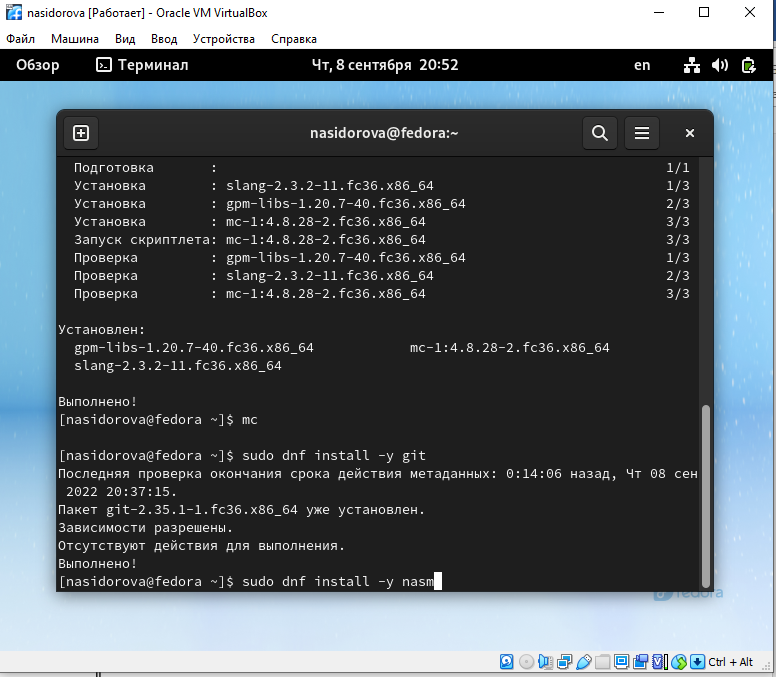 nasidorova [Работает] - Oracle VM VirtualBox
Файл Машина Вид Ввод Устройства Справка
Обзор Терминал Чт, 8 сентября 20:52 en
nasidorova@fedora:~
Подготовка : 1/1
Установка : slang-2.3.2-11.fc36.x86_64 1/3
Установка : gpm-libs-1.20.7-40.fc36.x86_64 2/3
Установка : mc-1:4.8.28-2.fc36.x86_64 3/3
Запуск скриптлета: mc-1:4.8.28-2.fc36.x86_64 3/3
Проверка : gpm-libs-1.20.7-40.fc36.x86_64 1/3
Проверка : slang-2.3.2-11.fc36.x86_64 2/3
Проверка : mc-1:4.8.28-2.fc36.x86_64 3/3
Установлен:
gpm-libs-1.20.7-40.fc36.x86_64 mc-1:4.8.28-2.fc36.x86_64
slang-2.3.2-11.fc36.x86_64
Выполнено!
[nasidorova@fedora ~]$ mc
[nasidorova@fedora ~]$ sudo dnf install -y git
Последняя проверка окончания срока действия метаданных: 0:14:06 назад, Чт 08 сен
2022 20:37:15.
Пакет git-2.35.1-1.fc36.x86_64 уже установлен.
Зависимости разрешены.
Отсутствуют действия для выполнения.
Выполнено!
[nasidorova@fedora ~]$ sudo dnf install -y nasm
fedora
Ctrl + Alt